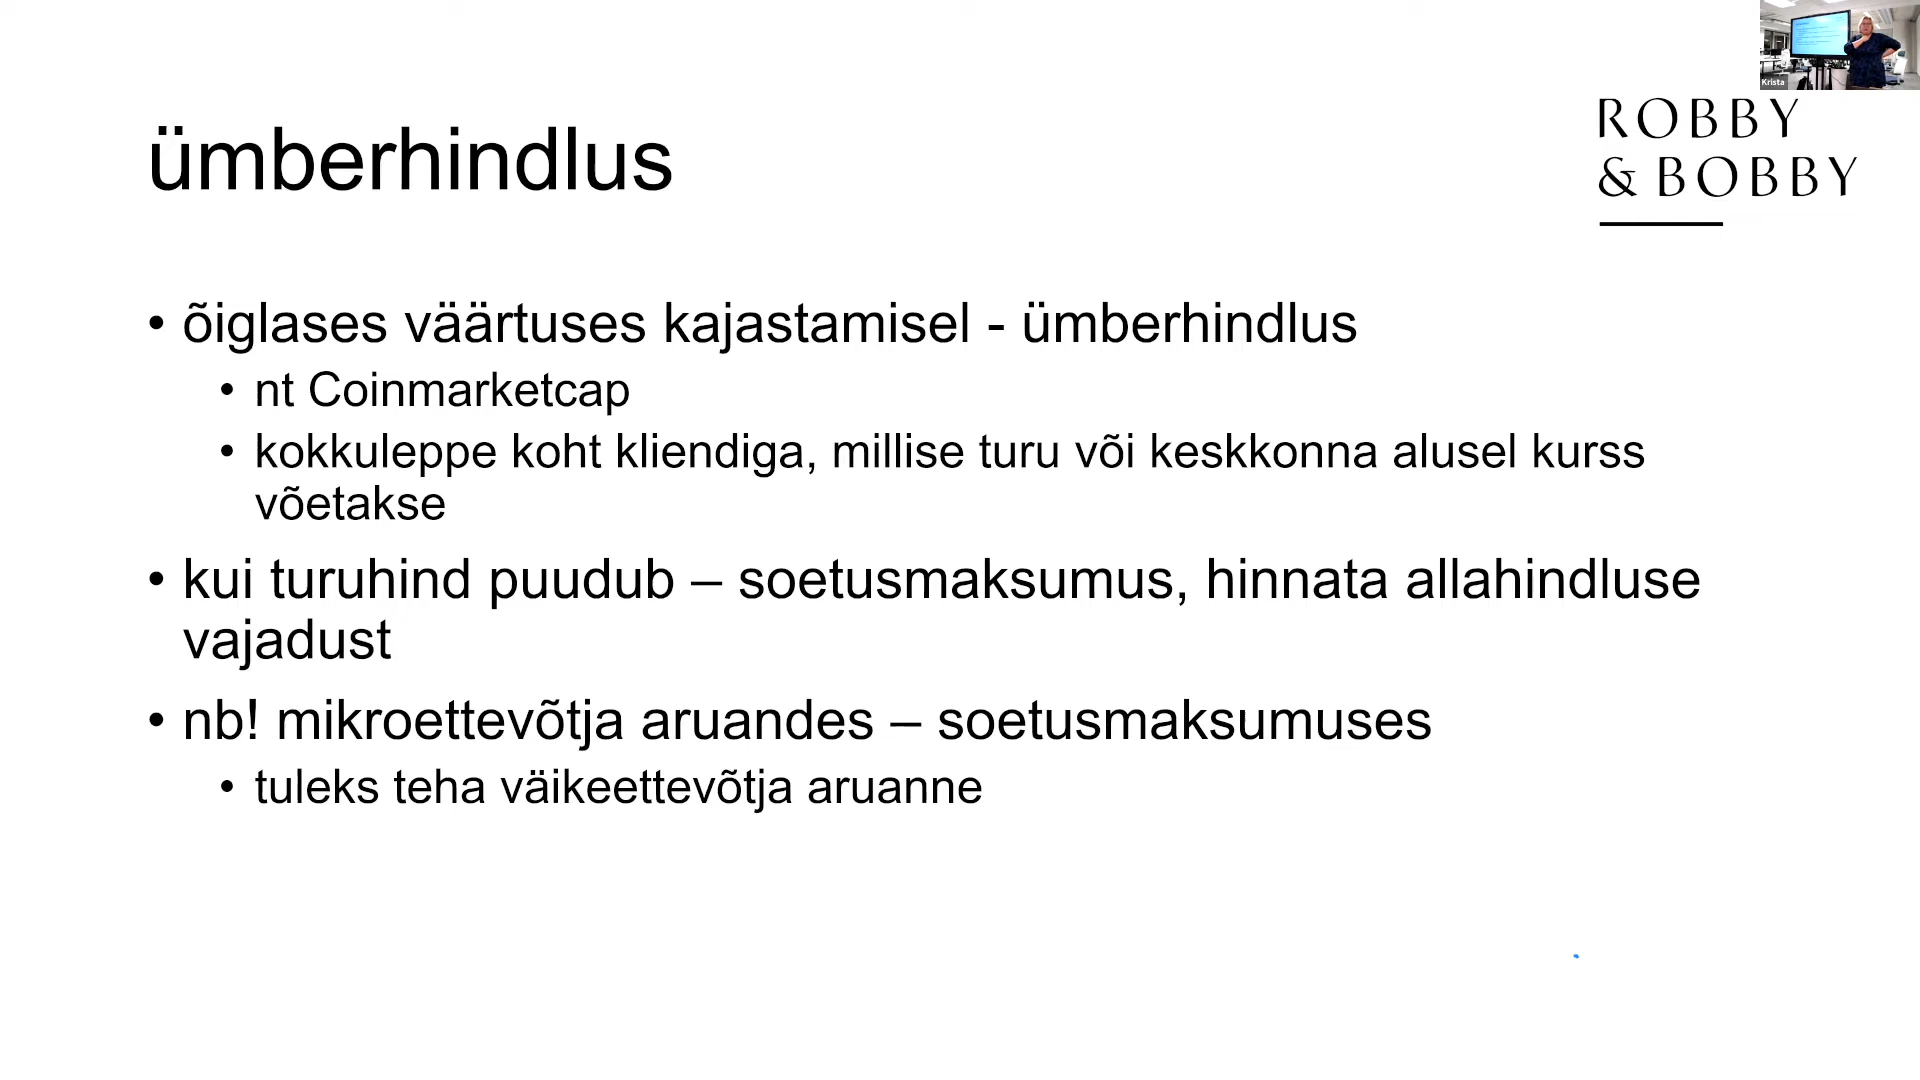 Krista
ROBBY
& BOBBY
ümberhindlus
• õiglases väärtuses kajastamisel - ümberhindlus
• nt Coinmarketcap
• kokkuleppe koht kliendiga, millise turu või keskkonna alusel kurss
võetakse
• kui turuhind puudub – soetusmaksumus, hinnata allahindluse
vajadust
• nb! mikroettevõtja aruandes – soetusmaksumuses
• tuleks teha väikeettevõtja aruanne